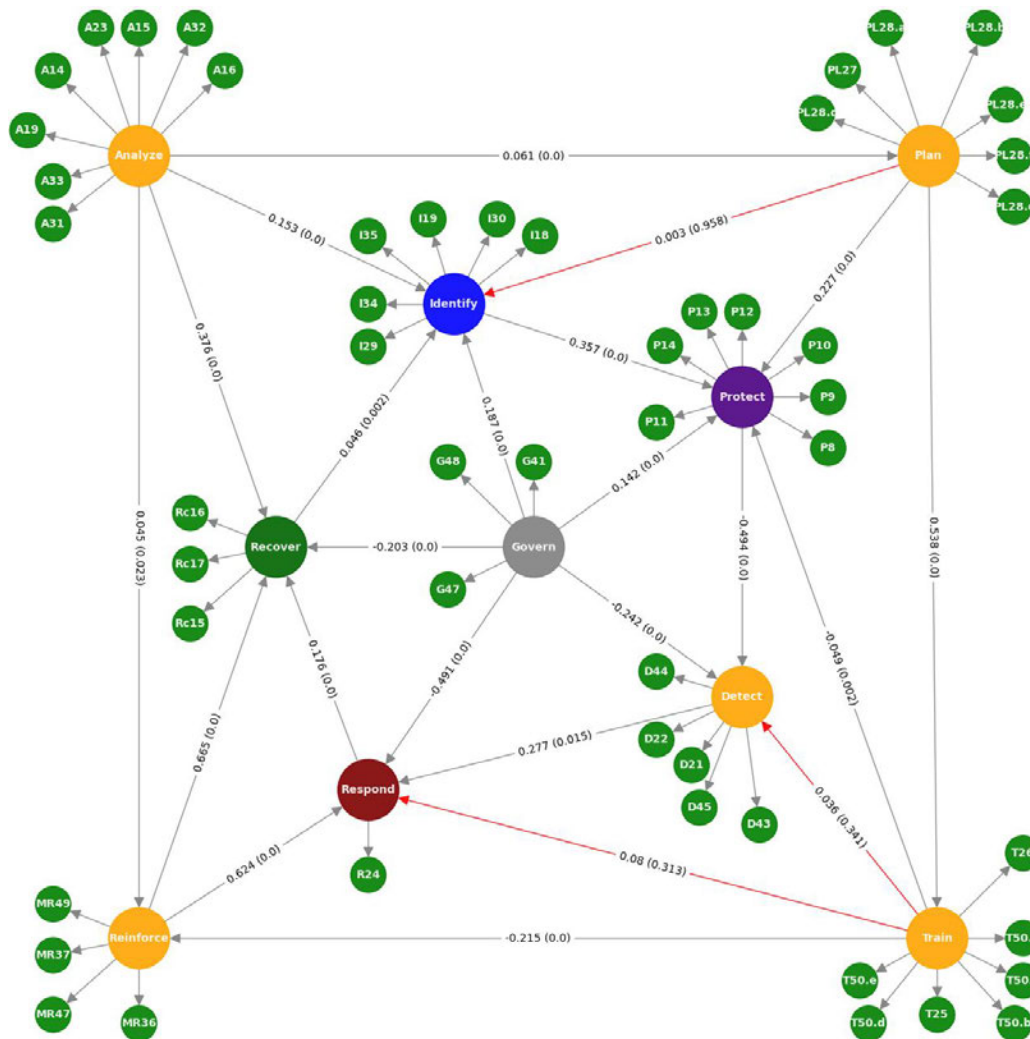 A23
A15
A32
PL28.
A14
A16
PL27
A19
Analyze
0.061 (0.0)
Plan
A33
A31
0.153 (0.0)
I19
I30
I18
I35
0.003 (0.958)
0.227 (0.0)
I34
Identify
I29
P13
P12
P14
P10
0.376 (0.0)
0.357 (0.0)
Protect
P9
P11
P8
0.046 (0.002)
0.187 (0.0)
0.142 (0.0)
G48
G41
Rc16
Recover
-0.203 (0.0)
Govern
-0.494 (0.0)
0.538 (0.0)
0.045 (0.023)
Rc17
G47
Rc15
-0.242 (0.0)
0.176 (0.0)
-0.491 (0.0)
-0.049 (0.002)
D44
Detect
0.665 (0.0)
D22
0.277 (0.015)
D21
Respond
D45
D43
0.036 (0.341)
0.624 (0.0)
R24
0.08 (0.313)
T26
MR49
Reinforce
-0.215 (0.0)
Train
T50.
MR37
T50.e
T50.
MR47
MR36
T50.d
T25
T50.b